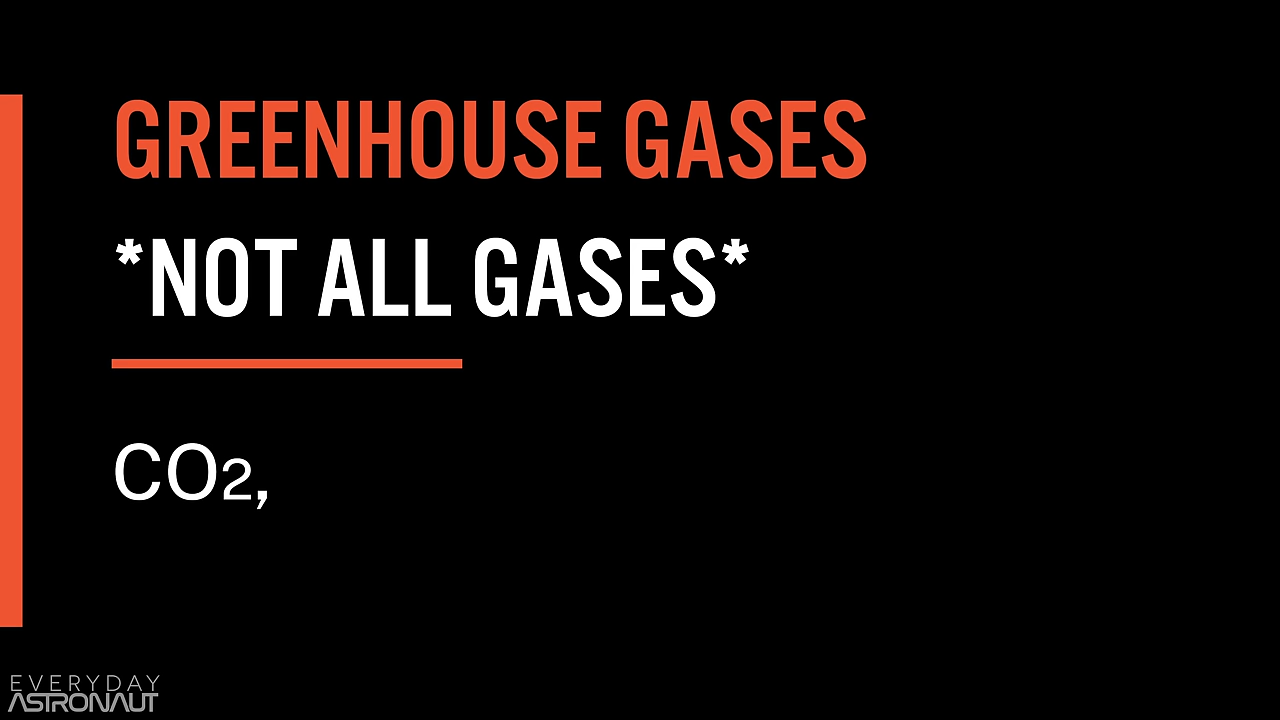 GREENHOUSE GASES
*NOT ALL GASES*
CO2,
EVERYDAY
ASTRONAUT